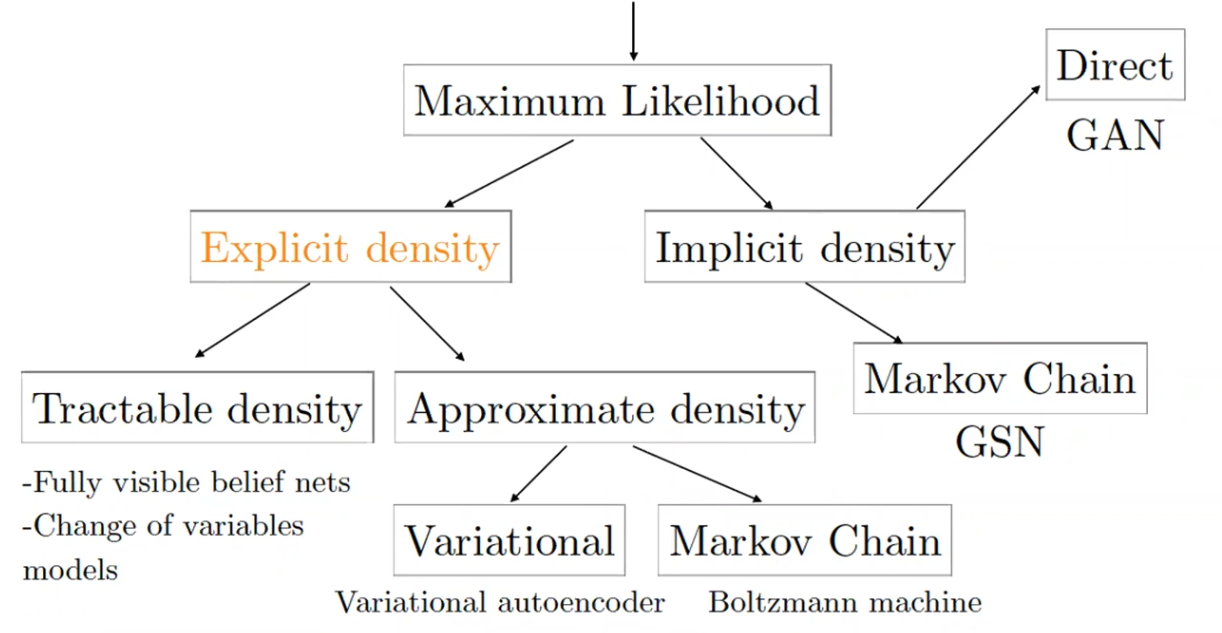 Direct
Maximum Likelihood
GAN
Explicit density
Implicit density
Markov Chain
Tractable density
Approximate density
GSN
-Fully visible belief nets
-Change of variables
models
Variational
Markov Chain
Variational autoencoder
Boltzmann machine